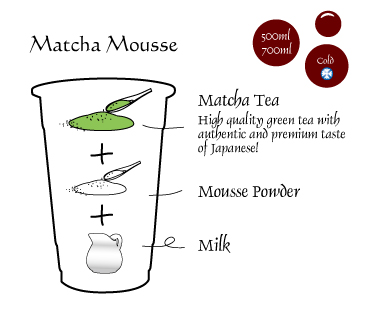 Matcha Mousse
500ml
700ml
Cold
Matcha Tea
High quality green tea with
authentic and premium taste
of Japanese!
+
Mousse Powder
+
Milk